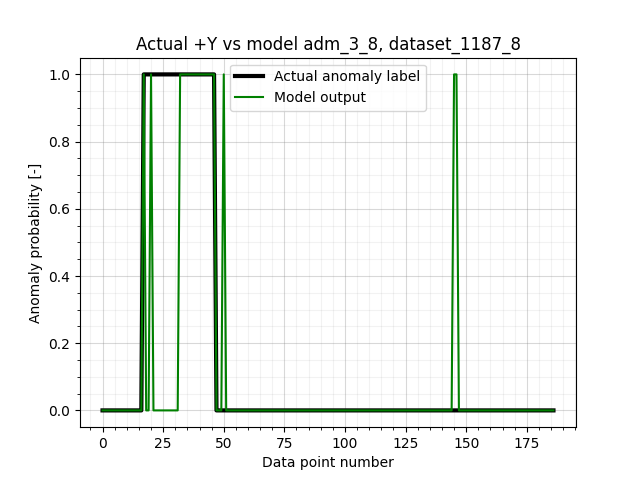 Actual +Y vs model adm_3_8, dataset_1187_8
Actual anomaly label
Model output
Anomaly probability [-]
1.0
0.8
0.6
0.4
0.2
0.0
0 25 50 75 100 125 150 175
Data point number